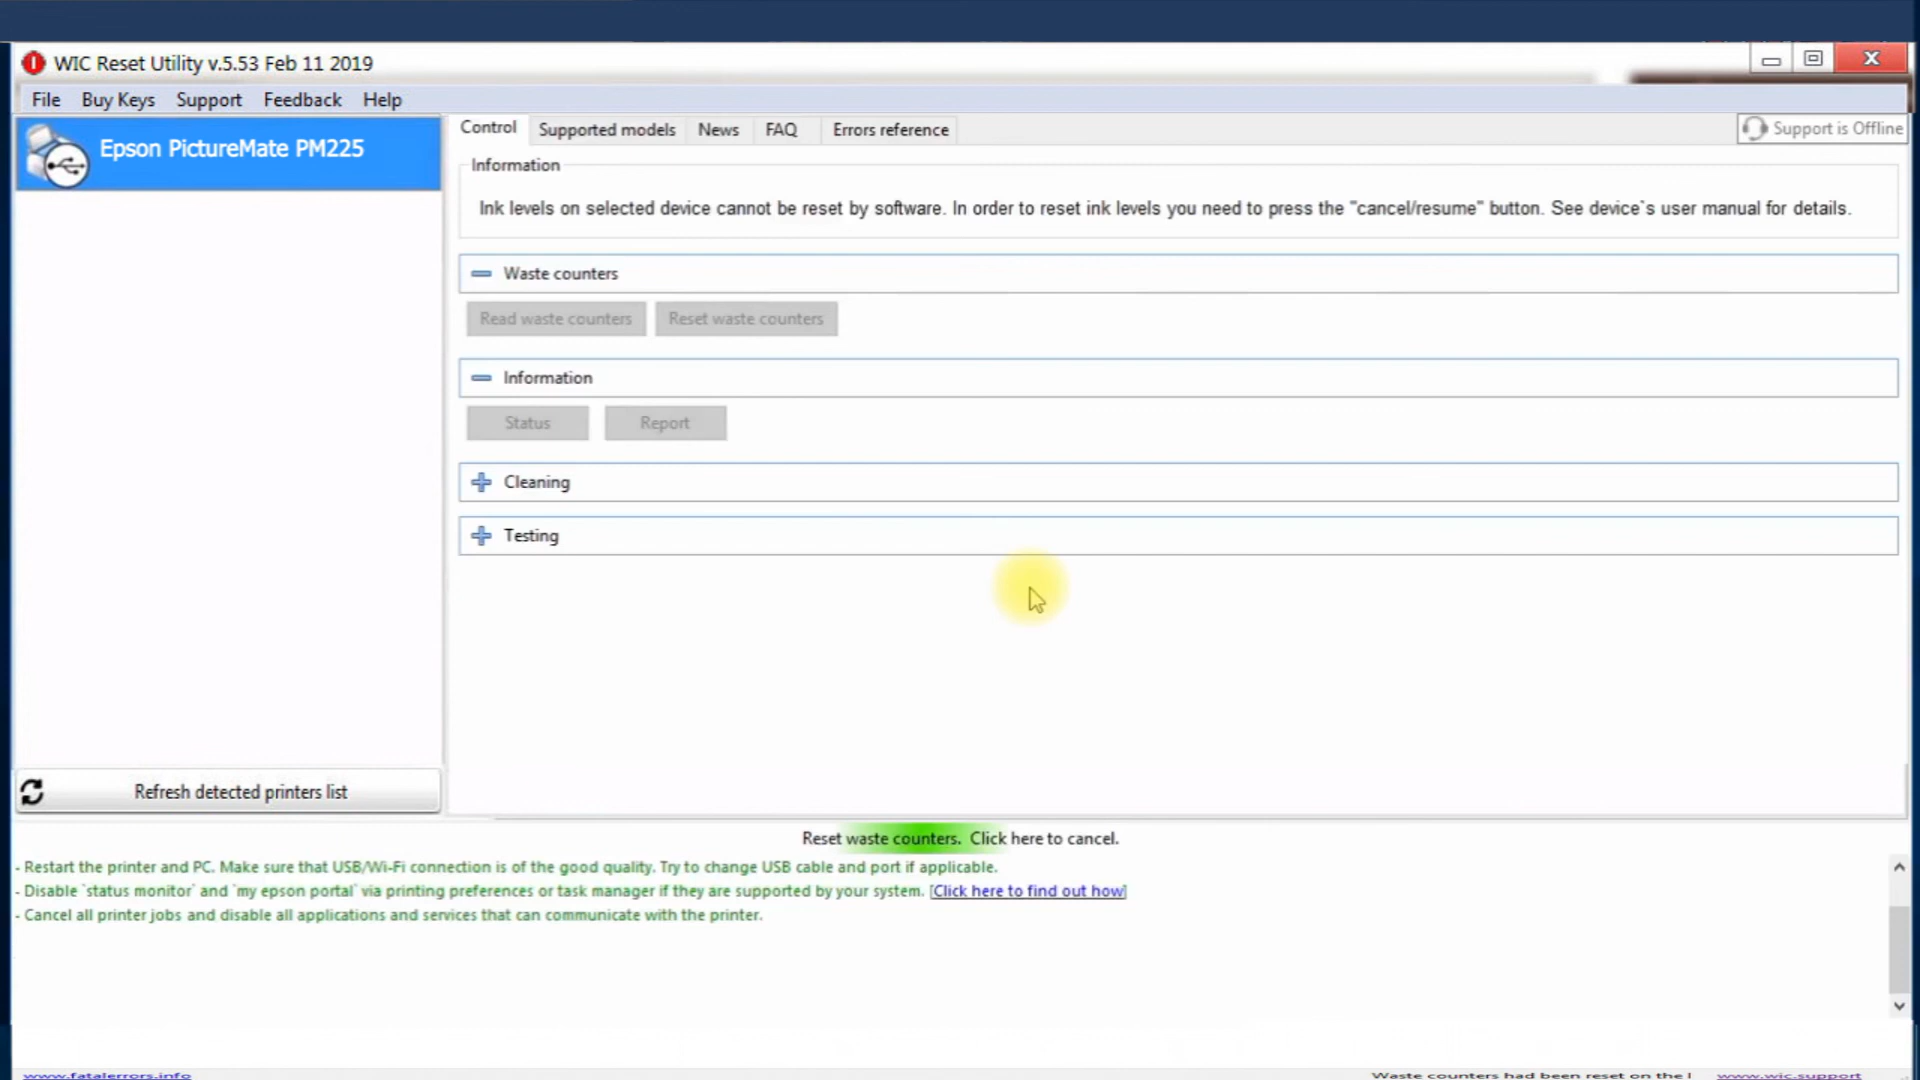 WIC Reset Utility v.5.53 Feb 11 2019
File Buy Keys Support Feedback Help
Epson PictureMate PM225
Control Supported models News FAQ Errors reference
Support is Offline
Information
Ink levels on selected device cannot be reset by software. In order to reset ink levels you need to press the "cancel/resume" button. See device`s user manual for details.
Waste counters
Read waste counters Reset waste counters
Information
Status Report
Cleaning
Testing
Refresh detected printers list
Reset waste counters. Click here to cancel.
- Restart the printer and PC. Make sure that USB/Wi-Fi connection is of the good quality. Try to change USB cable and port if applicable.
- Disable `status monitor` and `my epson portal` via printing preferences or task manager if they are supported by your system. [Click here to find out how]
- Cancel all printer jobs and disable all applications and services that can communicate with the printer.
www.fatalerrors.info Waste counters had been reset on the www.wic.support